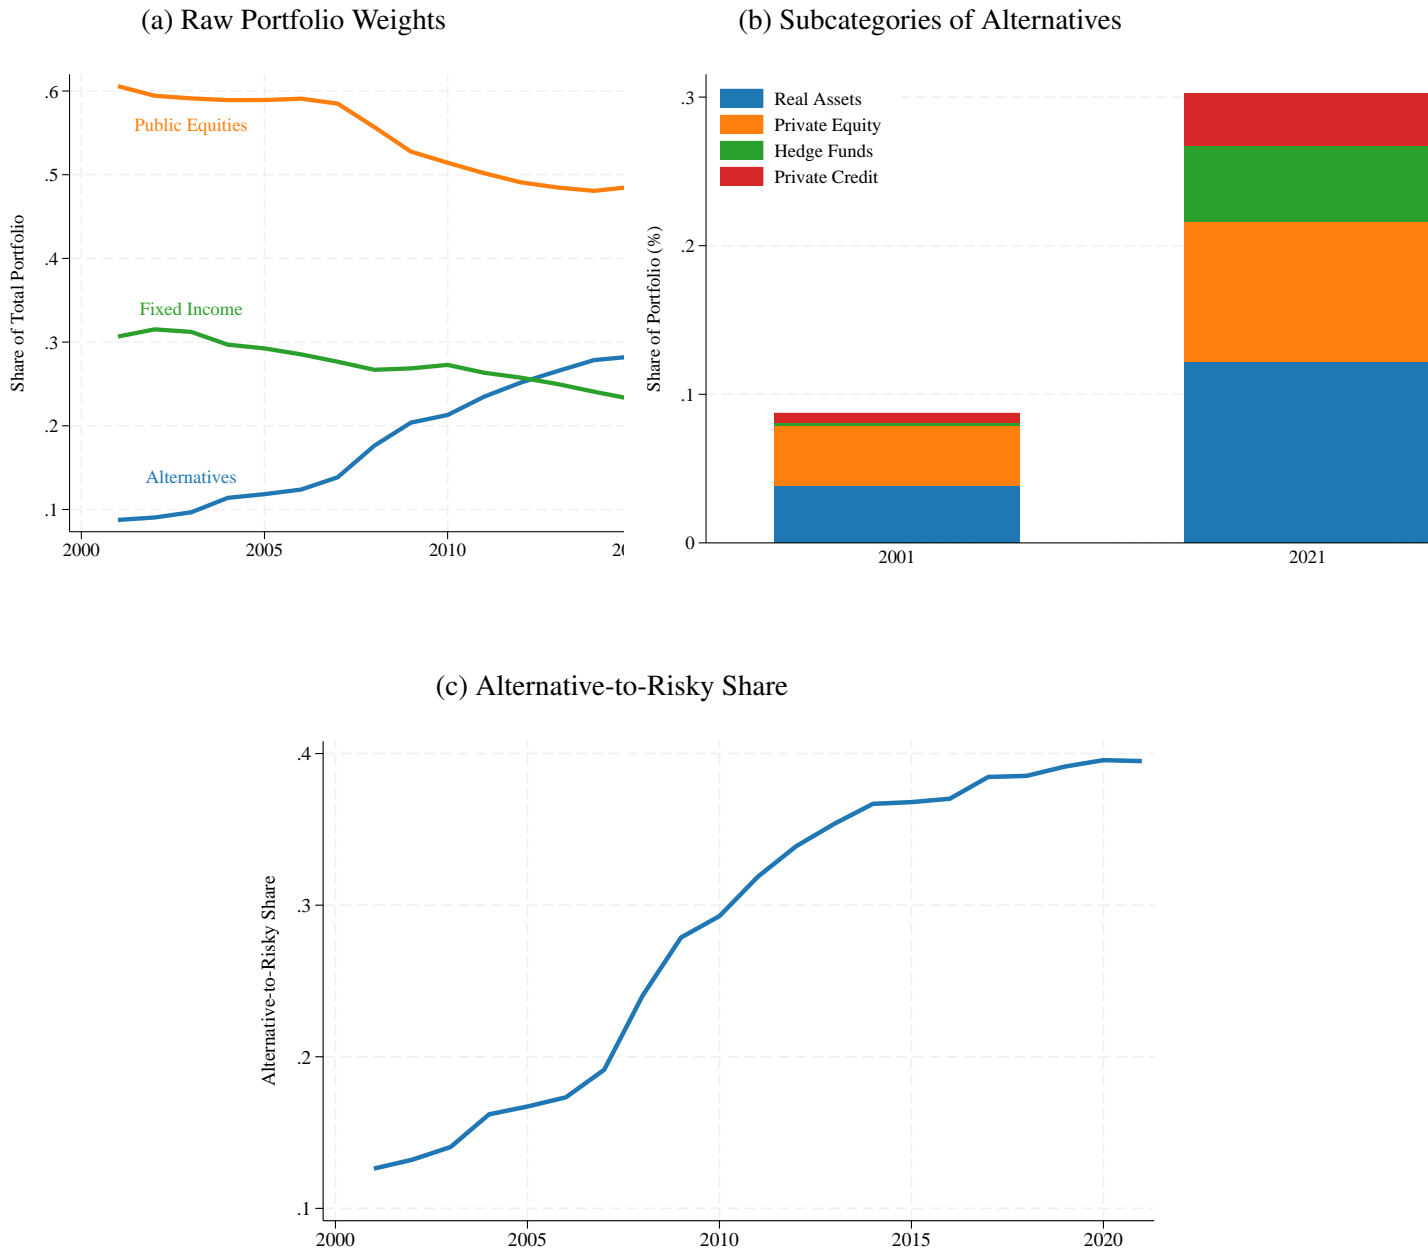 (a) Raw Portfolio Weights
.6
.5
.4
.3
.2
.1
Share of Total Portfolio
Public Equities
Fixed Income
Alternatives
2000 2005 2010 20
(b) Subcategories of Alternatives
.3
.2
.1
0
Share of Portfolio (%)
Real Assets
Private Equity
Hedge Funds
Private Credit
2001 2021
(c) Alternative-to-Risky Share
.4
.3
.2
.1
Alternative-to-Risky Share
2000 2005 2010 2015 2020